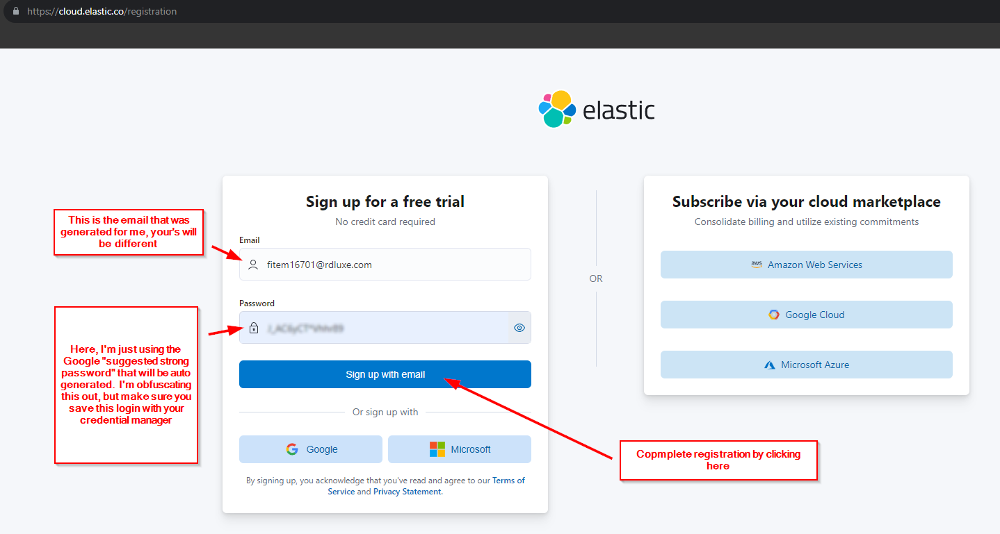 https://cloud.elastic.co/registration
elastic
Sign up for a free trial
No credit card required
This is the email that was
generated for me, your's will
be different
Email
fitem16701@rdluxe.com
Password
Here, I'm just using the
Google "suggested strong
password" that will be auto
generated. I'm obfuscating
this out, but make sure you
save this login with your
credential manager
Sign up with email
Or sign up with
Google
Microsoft
By signing up, you acknowledge that you've read and agree to our Terms of
Service and Privacy Statement.
OR
Subscribe via your cloud marketplace
Consolidate billing and utilize existing commitments
aws Amazon Web Services
Google Cloud
Microsoft Azure
Copmplete registration by clicking
here